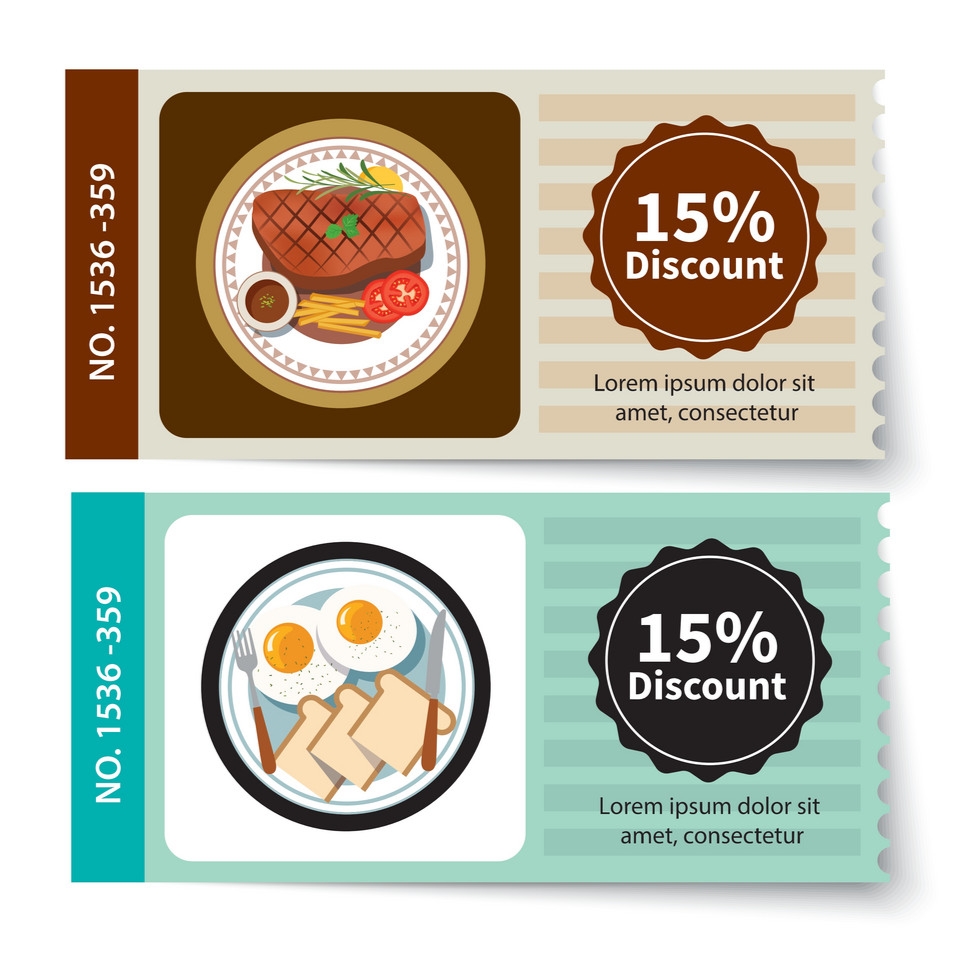 NO. 1536 -359
15%
Discount
Lorem ipsum dolor sit
amet, consectetur
NO. 1536 -359
15%
Discount
Lorem ipsum dolor sit
amet, consectetur